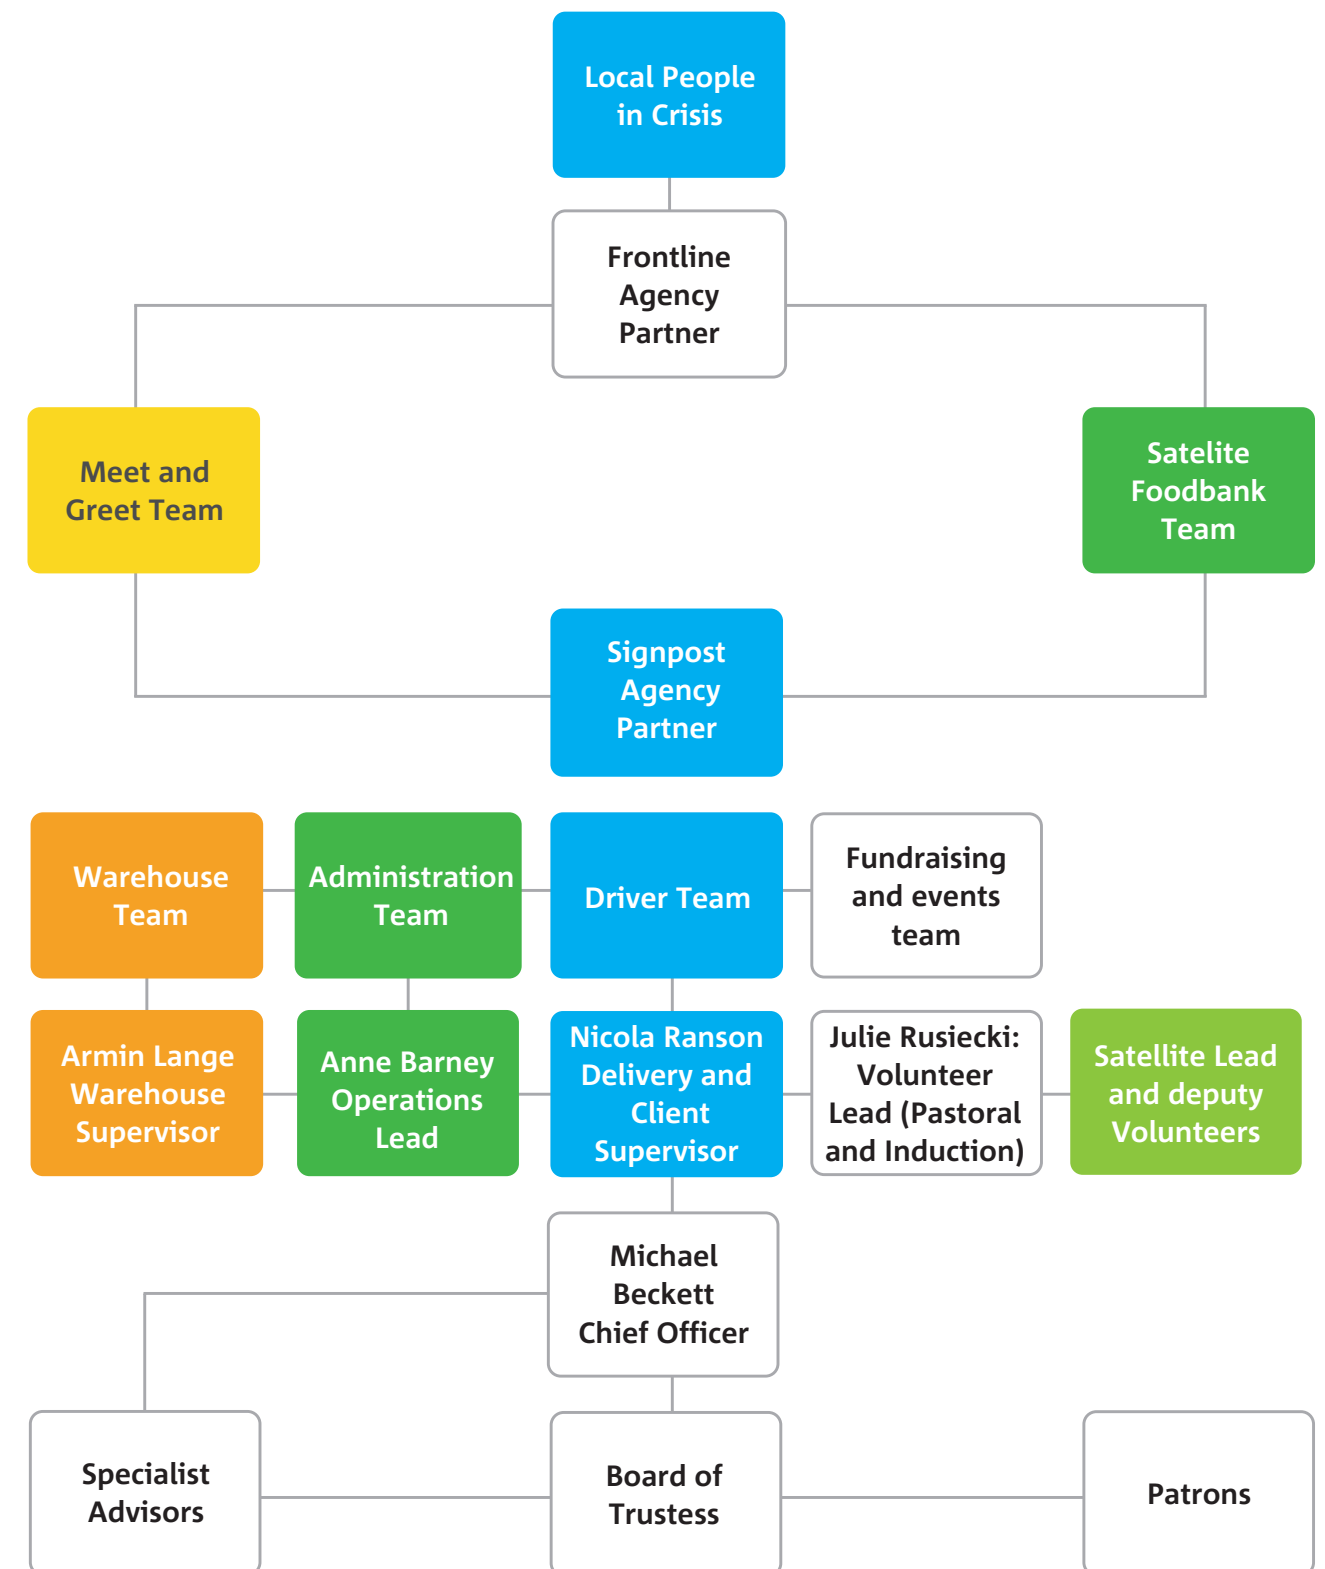 Local People
in Crisis
Frontline
Agency
Partner
Meet and
Greet Team
Satelite
Foodbank
Team
Signpost
Agency
Partner
Warehouse
Team
Administration
Team
Driver Team
Fundraising
and events
team
Armin Lange
Warehouse
Supervisor
Anne Barney
Operations
Lead
Nicola Ranson
Delivery and
Client
Supervisor
Julie Rusiecki:
Volunteer
Lead (Pastoral
and Induction)
Satellite Lead
and deputy
Volunteers
Michael
Beckett
Chief Officer
Specialist
Advisors
Board of
Trustess
Patrons